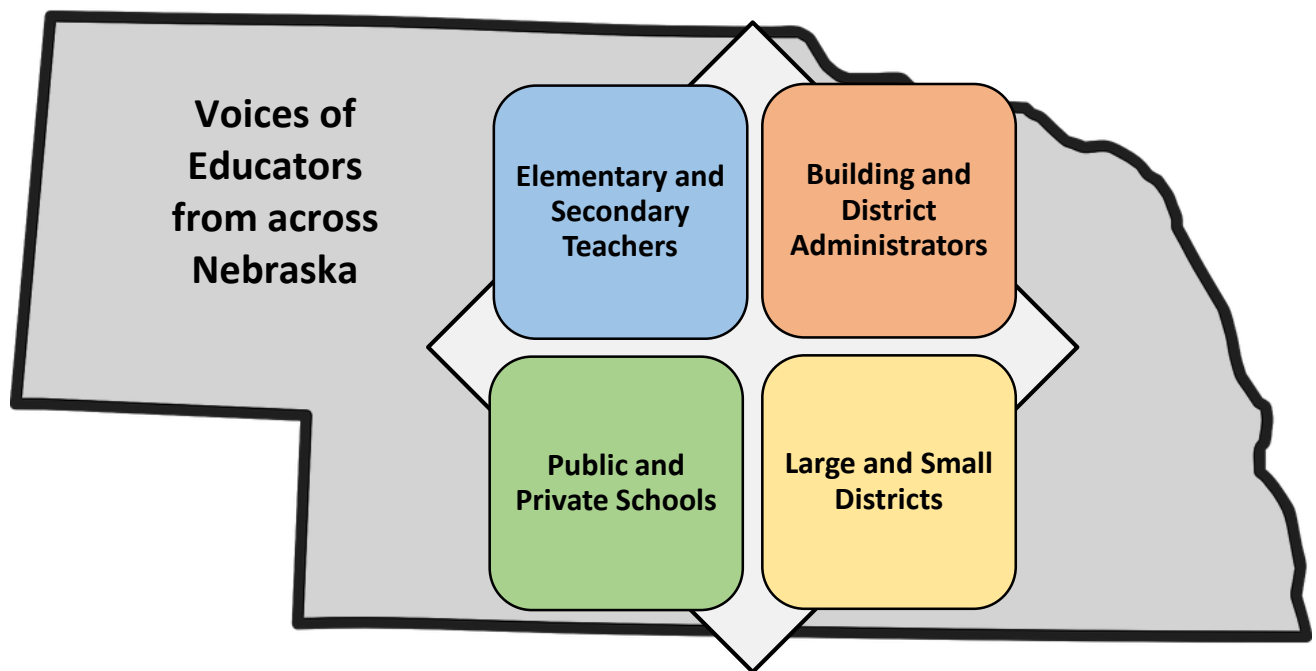 Voices of
Educators
from across
Nebraska
Elementary and
Secondary
Teachers
Building and
District
Administrators
Public and
Private Schools
Large and Small
Districts